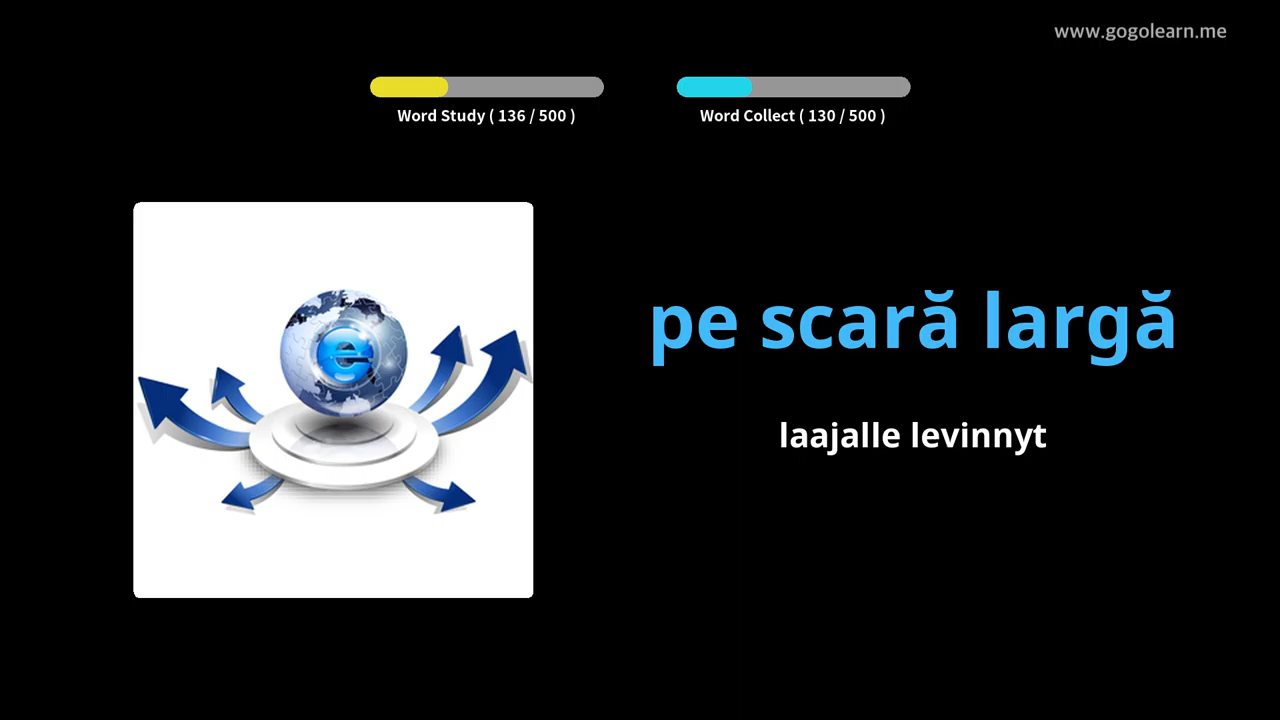 www.gogolearn.me
Word Study ( 136 / 500 )
Word Collect ( 130 / 500 )
e
pe scară largă
laajalle levinnyt